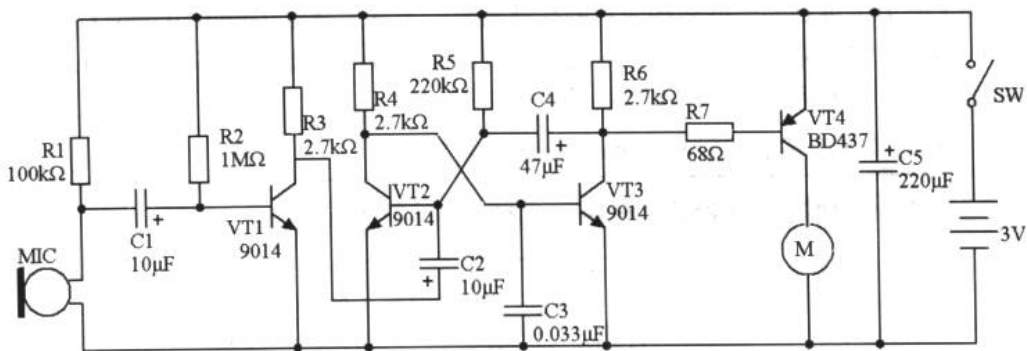 R1
100kΩ
R2
1MΩ
R3
2.7kΩ
R4
2.7kΩ
R5
220kΩ
C4
47μF
R6
2.7kΩ
R7
68Ω
VT4
BD437
SW
C5
220μF
3V
C1
10μF
VT1
9014
VT2
9014
VT3
9014
MIC
C2
10μF
C3
0.033μF
M
+
+
+
+